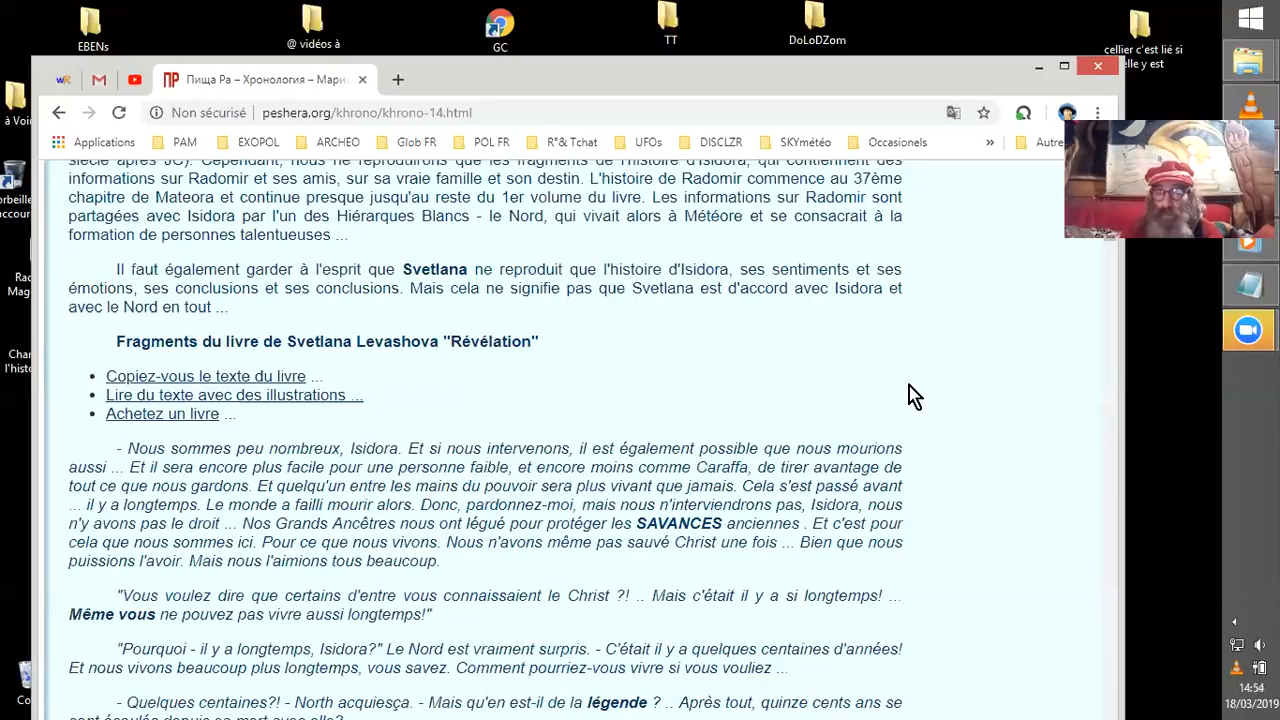 EBENs
@ vidéos à
GC
TT
DoLoDZom
cellier c'est lié si
elle y est
Пища Ра – Хронология – Мари
Non sécurisé
peshera.org/khrono/khrono-14.html
Applications
PAM
EXOPOL
ARCHEO
Glob FR
POL FR
R°& Tchat
UFOs
DISCLZR
SKYmétéo
Occasionels
»
Autre
à Voir
siècle après JC). Cependant, nous ne reproduirons que les fragments de l'histoire d'Isidora, qui contiennent des
informations sur Radomir et ses amis, sur sa vraie famille et son destin. L'histoire de Radomir commence au 37ème
chapitre de Mateora et continue presque jusqu'au reste du 1er volume du livre. Les informations sur Radomir sont
partagées avec Isidora par l'un des Hiérarques Blancs - le Nord, qui vivait alors à Météore et se consacrait à la
formation de personnes talentueuses ...
Il faut également garder à l'esprit que Svetlana ne reproduit que l'histoire d'Isidora, ses sentiments et ses
émotions, ses conclusions et ses conclusions. Mais cela ne signifie pas que Svetlana est d'accord avec Isidora et
avec le Nord en tout ...
Fragments du livre de Svetlana Levashova "Révélation"
• Copiez-vous le texte du livre ...
• Lire du texte avec des illustrations ...
• Achetez un livre ...
- Nous sommes peu nombreux, Isidora. Et si nous intervenons, il est également possible que nous mourions
aussi ... Et il sera encore plus facile pour une personne faible, et encore moins comme Caraffa, de tirer avantage de
tout ce que nous gardons. Et quelqu'un entre les mains du pouvoir sera plus vivant que jamais. Cela s'est passé avant
... il y a longtemps. Le monde a failli mourir alors. Donc, pardonnez-moi, mais nous n'interviendrons pas, Isidora, nous
n'y avons pas le droit ... Nos Grands Ancêtres nous ont légué pour protéger les SAVANCES anciennes . Et c'est pour
cela que nous sommes ici. Pour ce que nous vivons. Nous n'avons même pas sauvé Christ une fois ... Bien que nous
puissions l'avoir. Mais nous l'aimions tous beaucoup.
"Vous voulez dire que certains d'entre vous connaissaient le Christ ?! .. Mais c'était il y a si longtemps! ...
Même vous ne pouvez pas vivre aussi longtemps!"
"Pourquoi - il y a longtemps, Isidora?" Le Nord est vraiment surpris. - C'était il y a quelques centaines d'années!
Et nous vivons beaucoup plus longtemps, vous savez. Comment pourriez-vous vivre si vous vouliez ...
- Quelques centaines?! - North acquiesça. - Mais qu'en est-il de la légende ? .. Après tout, quinze cents ans se
14:54
18/03/2019